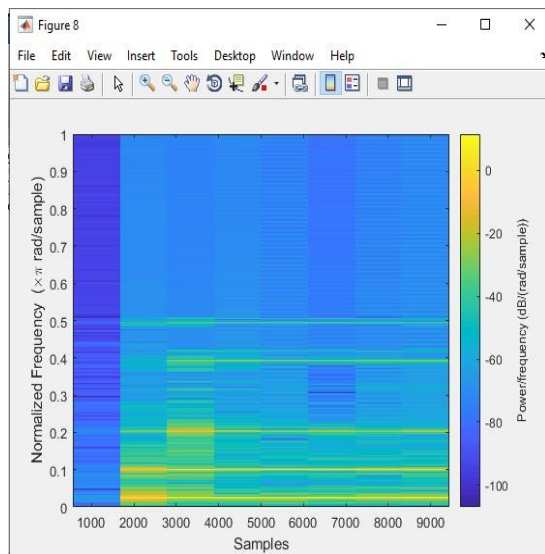 Figure 8
File Edit View Insert Tools Desktop Window Help
1
0.9
0.8
0.7
0.6
0.5
0.4
0.3
0.2
0.1
0
Normalized Frequency (×π rad/sample)
1000 2000 3000 4000 5000 6000 7000 8000 9000
Samples
0
-20
-40
-60
-80
-100
Power/frequency (dB/(rad/sample))